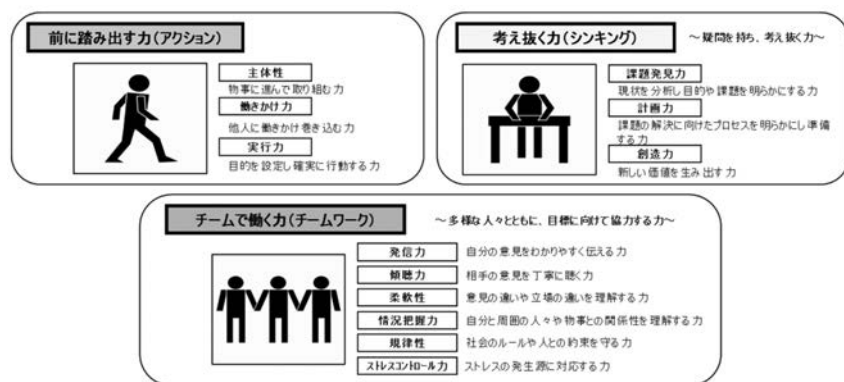 前に踏み出す力(アクション)
主体性
物事に進んで取り組む力
働きかけ力
他人に働きかけ巻き込む力
実行力
目的を設定し確実に行動する力
考え抜く力(シンキング)
～疑問を持ち、考え抜く力～
課題発見力
現状を分析し目的や課題を明らかにする力
計画力
課題の解決に向けたプロセスを明らかにし準備
する力
創造力
新しい価値を生み出す力
チームで働く力(チームワーク)
～多様な人々とともに、目標に向けて協力する力～
発信力 自分の意見をわかりやすく伝える力
傾聴力 相手の意見を丁寧に聴く力
柔軟性 意見の違いや立場の違いを理解する力
情況把握力 自分と周囲の人々や物事との関係性を理解する力
規律性 社会のルールや人との約束を守る力
ストレスコントロール力 ストレスの発生源に対応する力